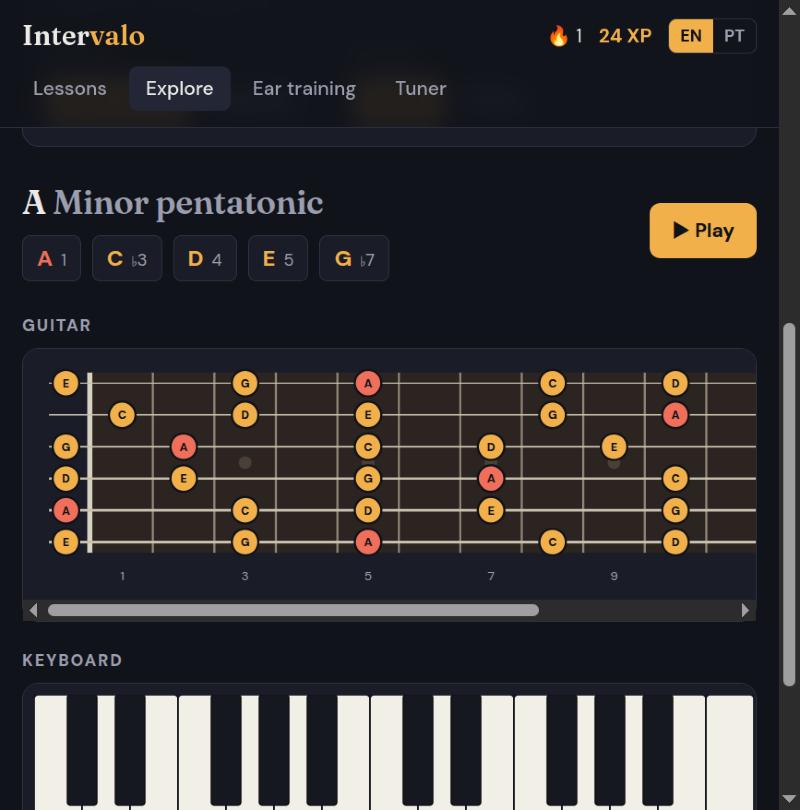 Intervalo 🔥 1 24 XP EN PT
Lessons Explore Ear training Tuner
A Minor pentatonic
▶ Play
A 1 C ♭3 D 4 E 5 G ♭7
GUITAR
E G A C D
C D E G A
G A C D E
D E G A C
A C D E G
E G A C D
1 3 5 7 9
KEYBOARD